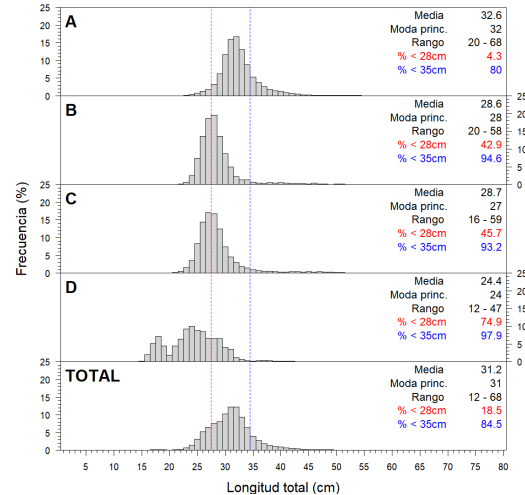 25
20
15
10
5
0
A
Media 32.6
Moda princ. 32
Rango 20 - 68
% < 28cm 4.3
% < 35cm 80
B
Media 28.6
Moda princ. 28
Rango 20 - 58
% < 28cm 42.9
% < 35cm 94.6
25
20
15
10
5
0
25
20
15
10
5
0
C
Media 28.7
Moda princ. 27
Rango 16 - 59
% < 28cm 45.7
% < 35cm 93.2
D
Media 24.4
Moda princ. 24
Rango 12 - 47
% < 28cm 74.9
% < 35cm 97.9
25
20
15
10
5
0
25
20
15
10
5
0
TOTAL
Media 31.2
Moda princ. 31
Rango 12 - 68
% < 28cm 18.5
% < 35cm 84.5
Frecuencia (%)
5 10 15 20 25 30 35 40 45 50 55 60 65 70 75 80
Longitud total (cm)